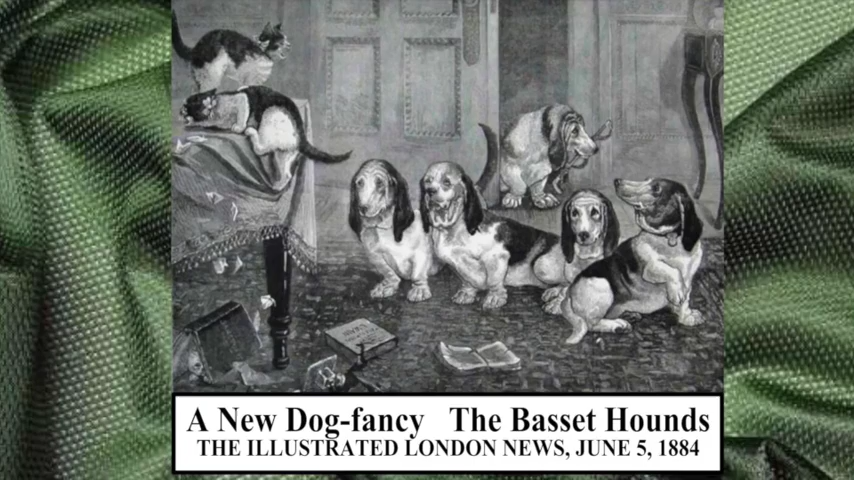 A New Dog-fancy The Basset Hounds
THE ILLUSTRATED LONDON NEWS, JUNE 5, 1884